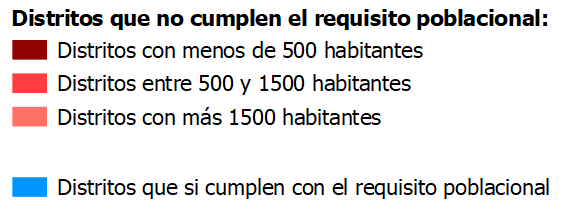 Distritos que no cumplen el requisito poblacional:
Distritos con menos de 500 habitantes
Distritos entre 500 y 1500 habitantes
Distritos con más 1500 habitantes
Distritos que si cumplen con el requisito poblacional